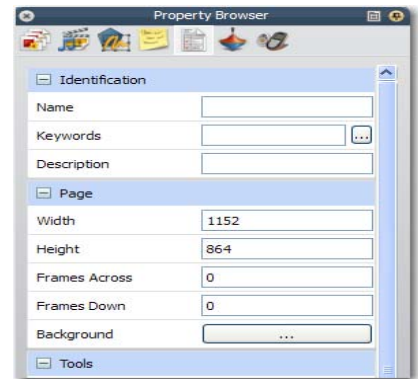 Property Browser
Identification
Name
Keywords
...
Description
Page
Width 1152
Height 864
Frames Across 0
Frames Down 0
Background ...
Tools